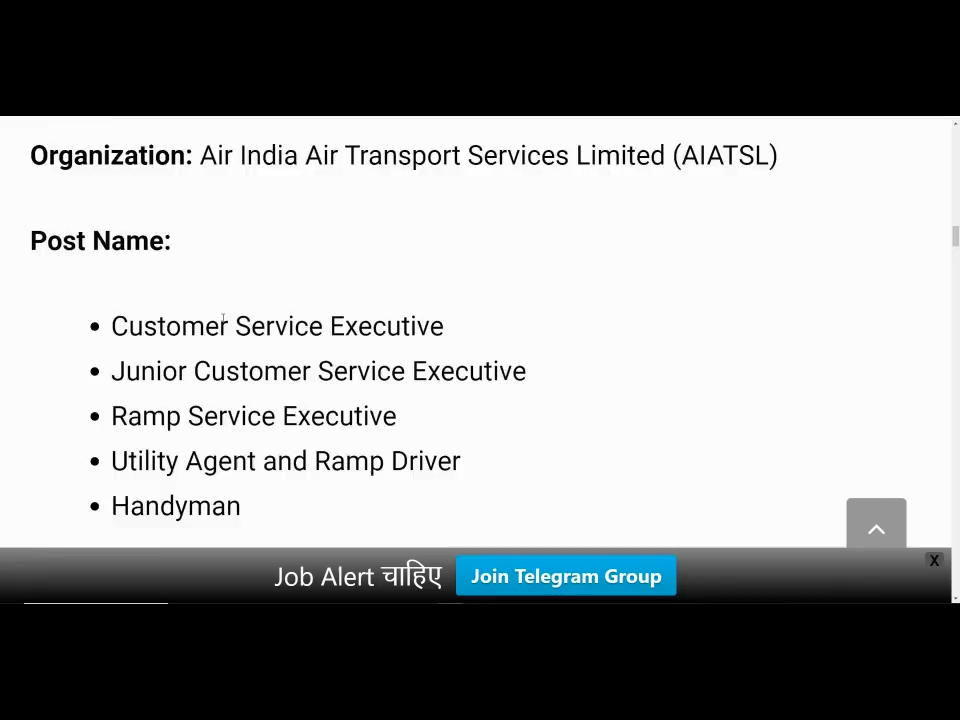 Organization: Air India Air Transport Services Limited (AIATSL)
Post Name:
• Customer Service Executive
• Junior Customer Service Executive
• Ramp Service Executive
• Utility Agent and Ramp Driver
• Handyman
X
Job Alert चाहिए Join Telegram Group